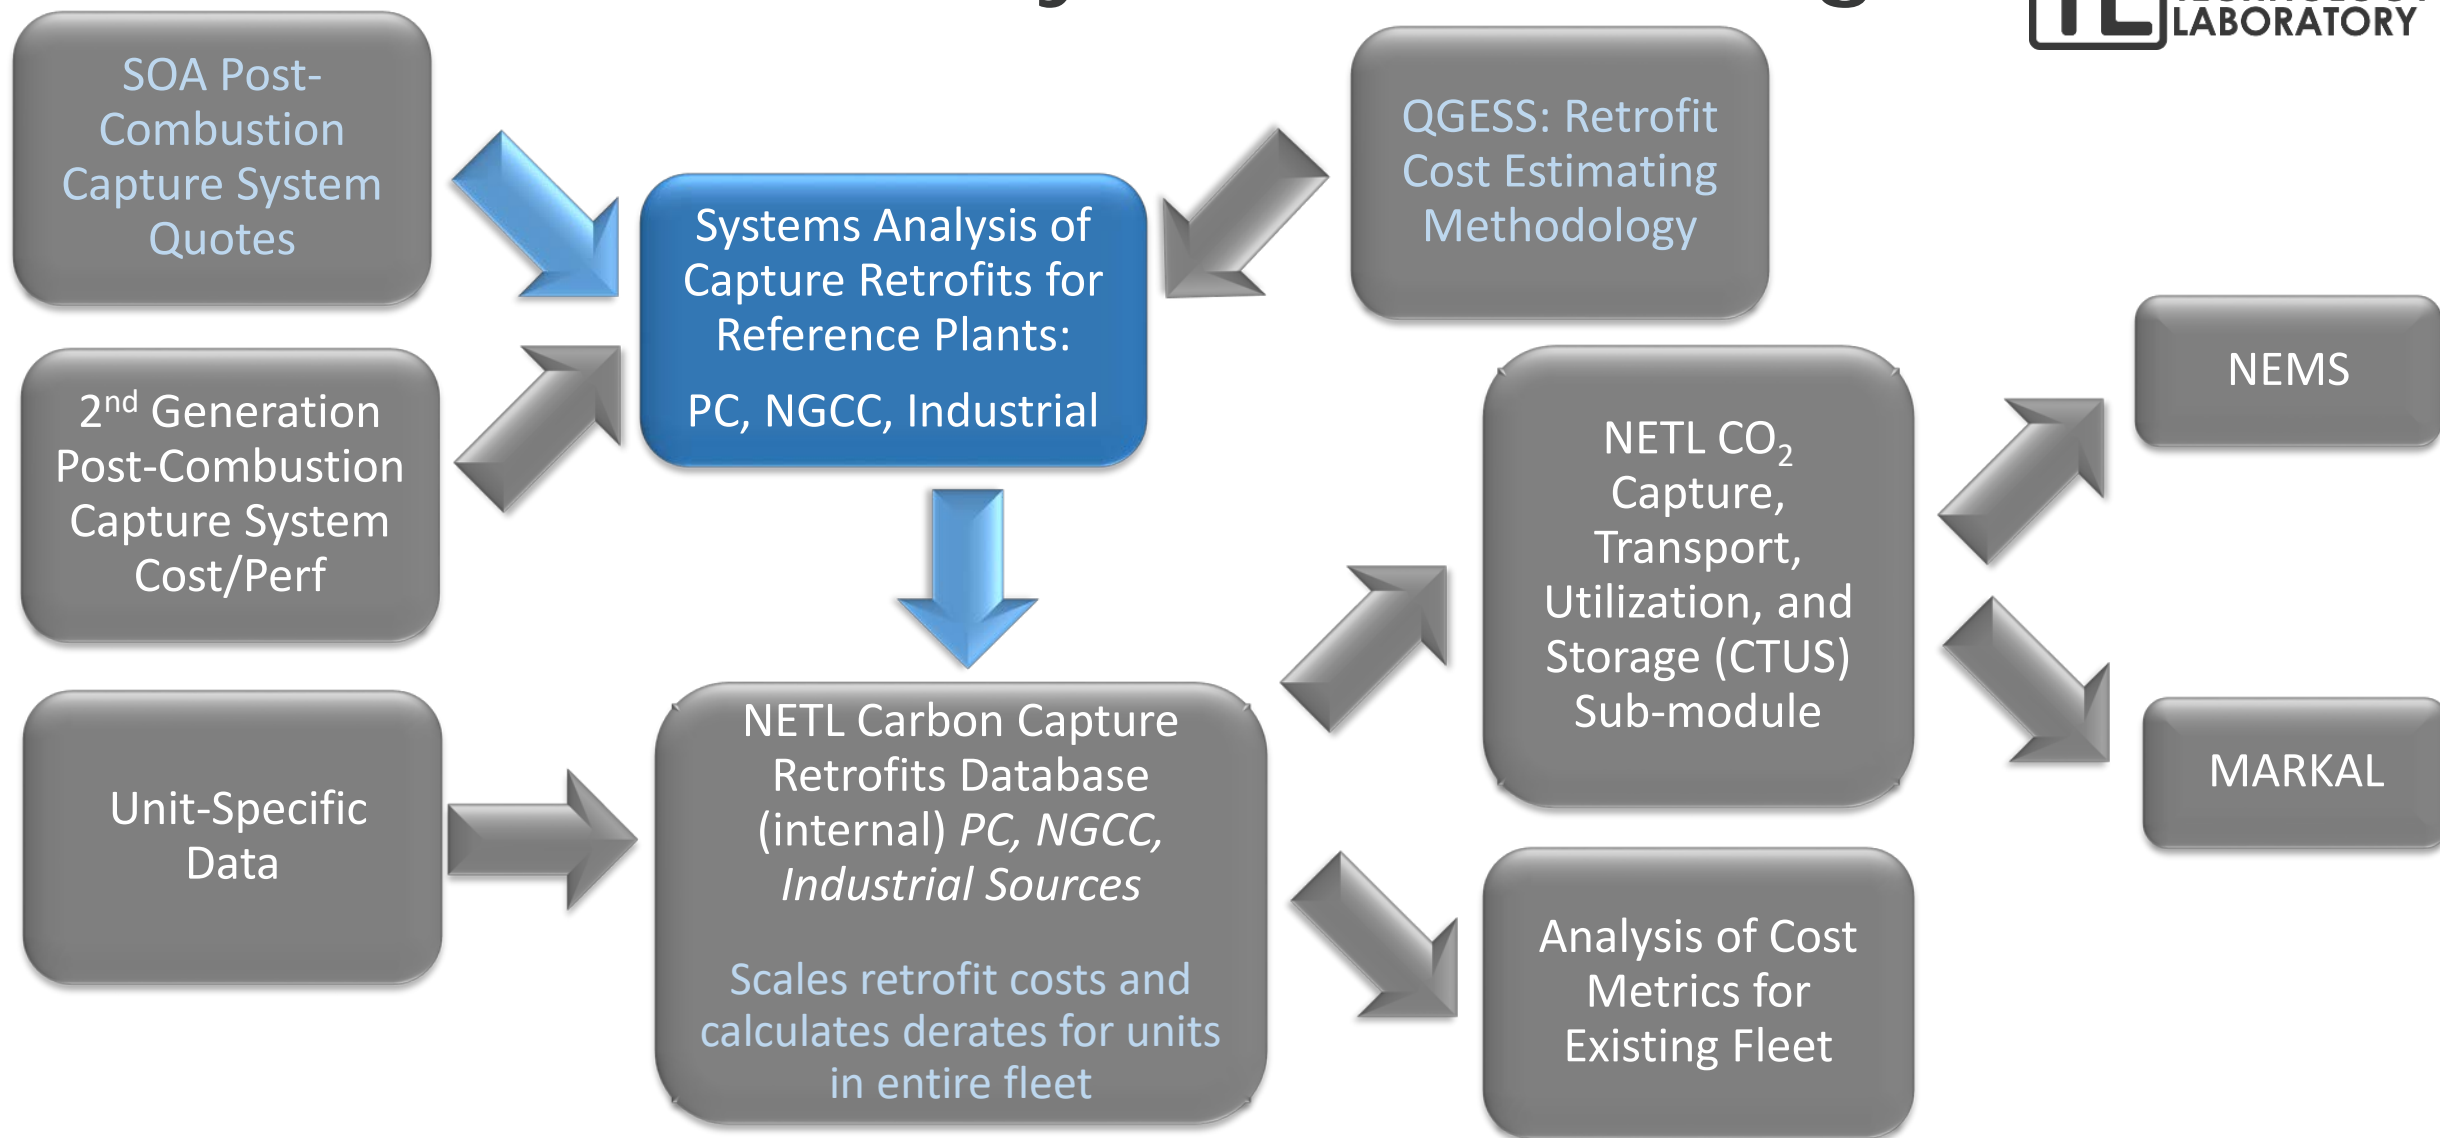 LABORATORY
SOA Post-
Combustion
Capture System
Quotes
QGESS: Retrofit
Cost Estimating
Methodology
Systems Analysis of
Capture Retrofits for
Reference Plants:
PC, NGCC, Industrial
2nd Generation
Post-Combustion
Capture System
Cost/Perf
NEMS
NETL CO2
Capture,
Transport,
Utilization, and
Storage (CTUS)
Sub-module
MARKAL
Unit-Specific
Data
NETL Carbon Capture
Retrofits Database
(internal) PC, NGCC,
Industrial Sources
Scales retrofit costs and
calculates derates for units
in entire fleet
Analysis of Cost
Metrics for
Existing Fleet